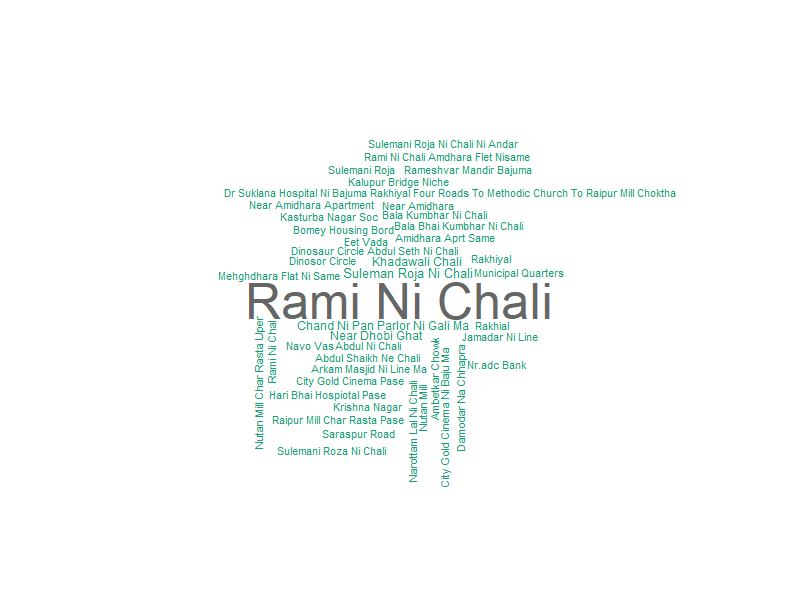 Sulemani Roja Ni Chali Ni Andar
Rami Ni Chali Amdhara Flet Nisame
Sulemani Roja
Rameshvar Mandir Bajuma
Kalupur Bridge Niche
Dr Suklana Hospital Ni Bajuma Rakhiyal Four Roads To Methodic Church To Raipur Mill Choktha
Near Amidhara Apartment
Near Amidhara
Kasturba Nagar Soc
Bala Kumbhar Ni Chali
Bomey Housing Bord
Bala Bhai Kumbhar Ni Chali
Eet Vada
Amidhara Aprt Same
Dinosaur Circle
Abdul Seth Ni Chali
Dinosor Circle
Khadawali Chali
Rakhiyal
Mehghdhara Flat Ni Same
Suleman Roja Ni Chali
Municipal Quarters
Rami Ni Chali
Chand Ni Pan Parlor Ni Gali Ma
Rakhial
Near Dhobi Ghat
Jamadar Ni Line
Navo Vas
Abdul Ni Chali
Abdul Shaikh Ne Chali
Arkam Masjid Ni Line Ma
Nr.adc Bank
City Gold Cinema Pase
Hari Bhai Hospiotal Pase
Krishna Nagar
Raipur Mill Char Rasta Pase
Saraspur Road
Sulemani Roza Ni Chali
Nutan Mill Char Rasta Uper
Rami Ni Chal
Narottam Lal Ni Chali
Nutan Mill
Ambetkar Chowk
City Gold Cinema Ni Baju Ma
Damodar Na Chhapra